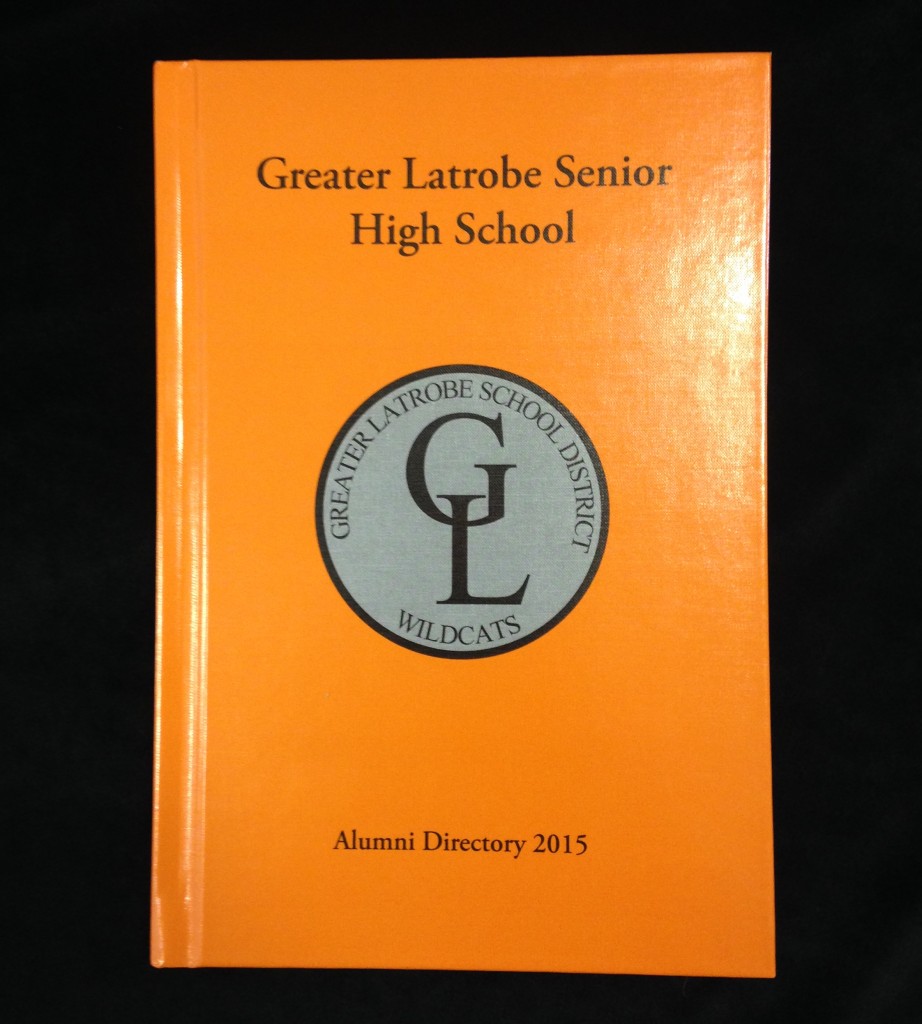 Greater Latrobe Senior
High School
GREATER LATROBE SCHOOL DISTRICT
GL
WILDCATS
Alumni Directory 2015